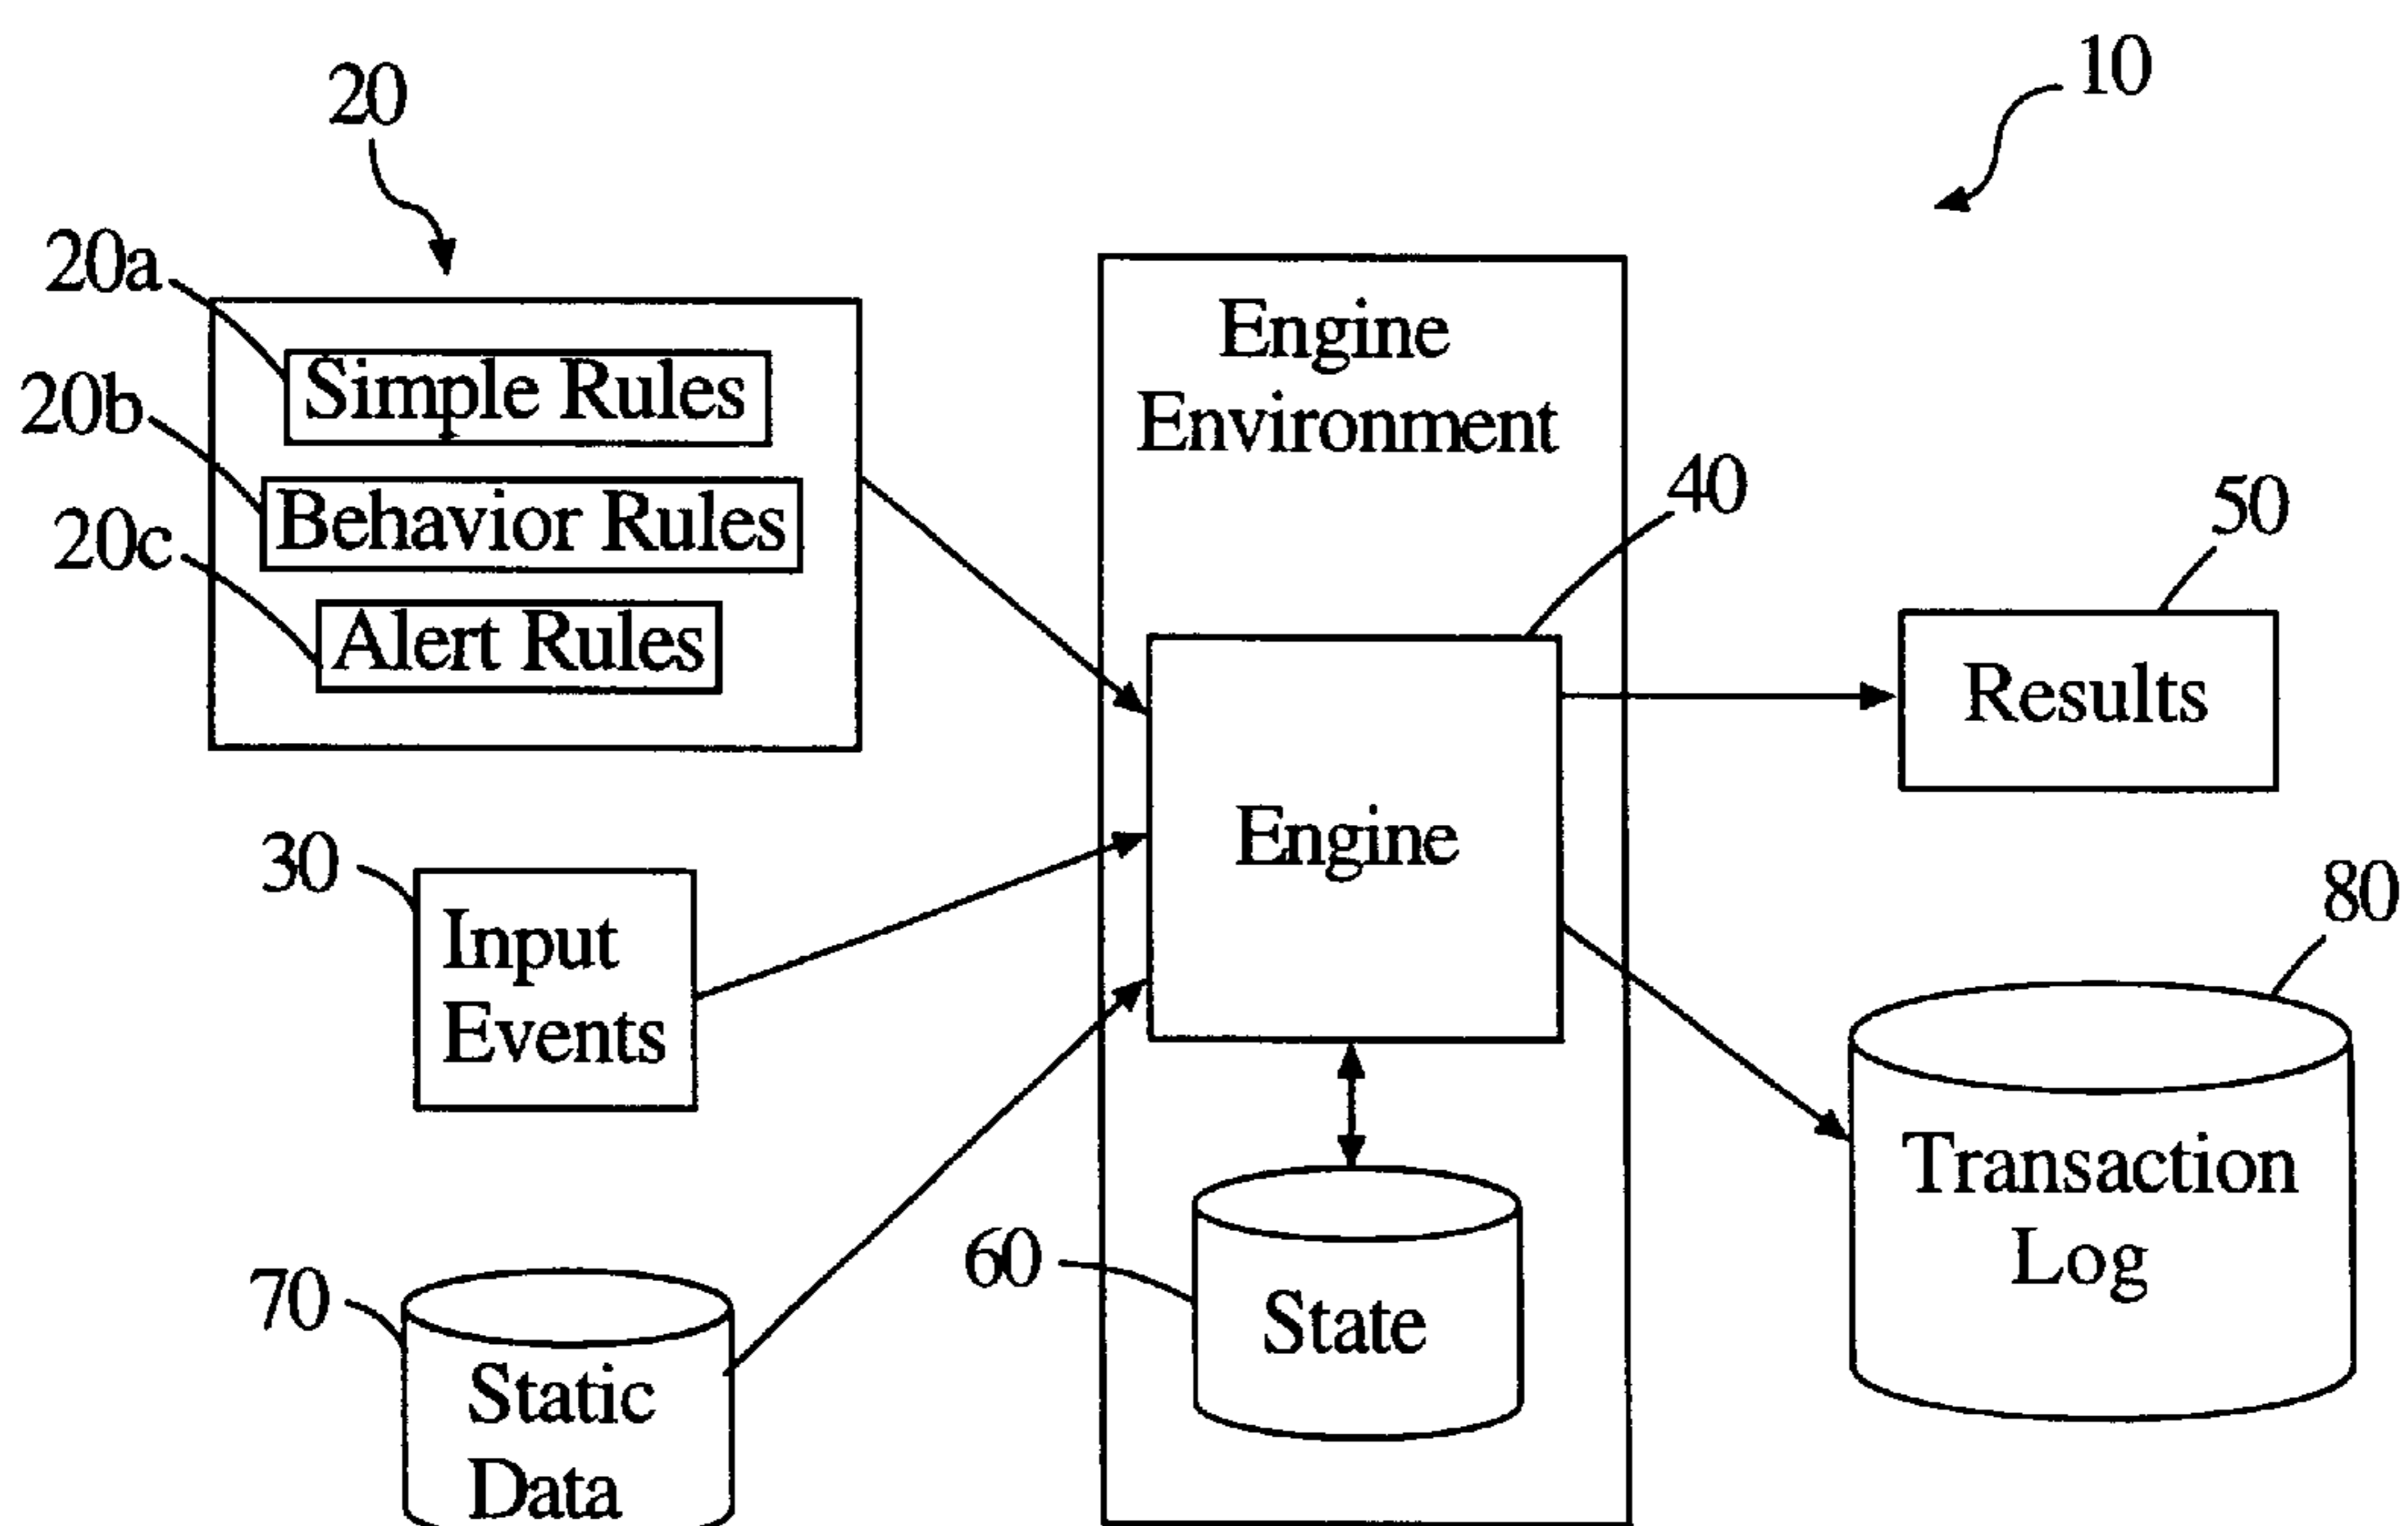 10
20
20a
Simple Rules
20b
Behavior Rules
20c
Alert Rules
Engine
Environment
40
50
Results
30
Input
Events
Engine
80
Transaction
Log
60
State
70
Static
Data